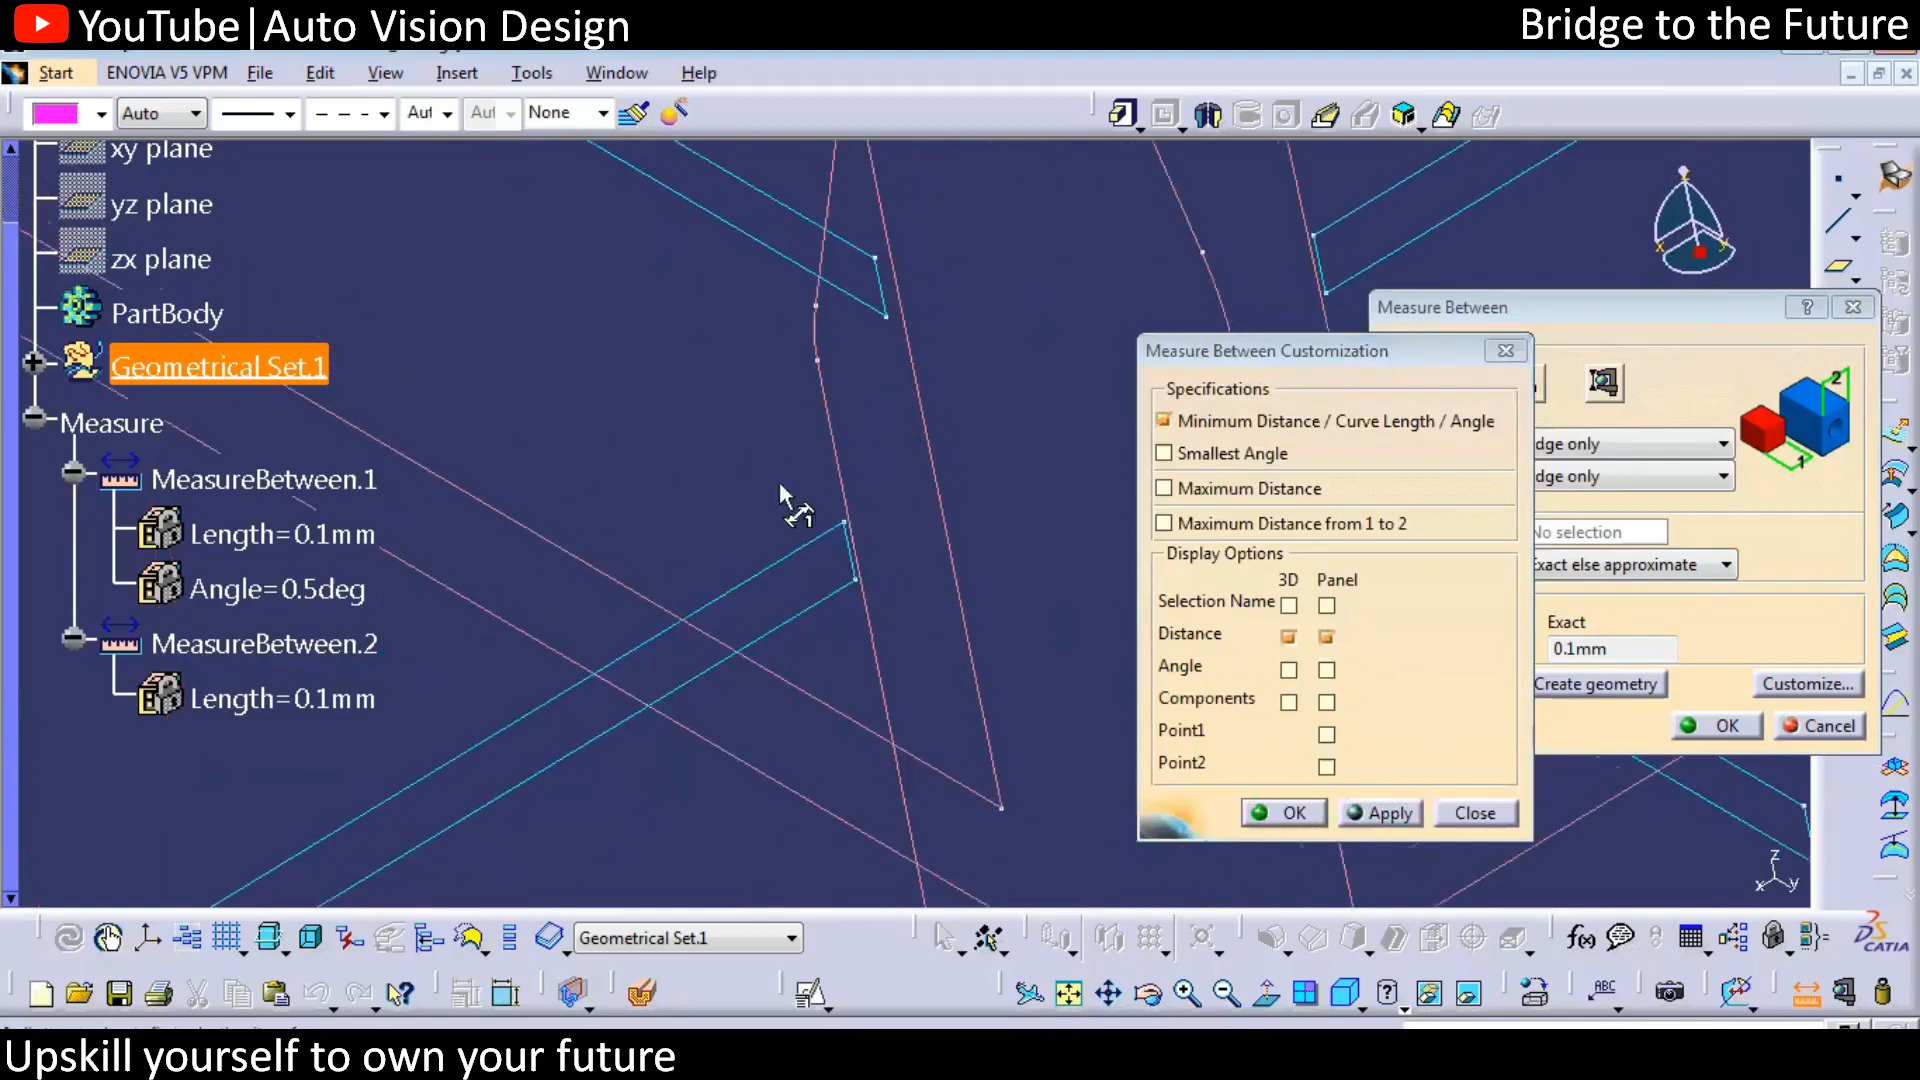 YouTube|Auto Vision Design
Bridge to the Future
Start ENOVIA V5 VPM File Edit View Insert Tools Window Help
Auto Aut Aut None
xy plane
yz plane
zx plane
PartBody
Geometrical Set.1
Measure
MeasureBetween.1
Length=0.1mm
Angle=0.5deg
MeasureBetween.2
Length=0.1mm
Measure Between
dge only
dge only
No selection
Exact else approximate
Exact
0.1mm
Create geometry Customize...
OK Cancel
Measure Between Customization
Specifications
Minimum Distance / Curve Length / Angle
Smallest Angle
Maximum Distance
Maximum Distance from 1 to 2
Display Options
3D Panel
Selection Name
Distance
Angle
Components
Point1
Point2
OK Apply Close
2
1
z
x y
Geometrical Set.1
f(x)
CATIA
ABC
Upskill yourself to own your future